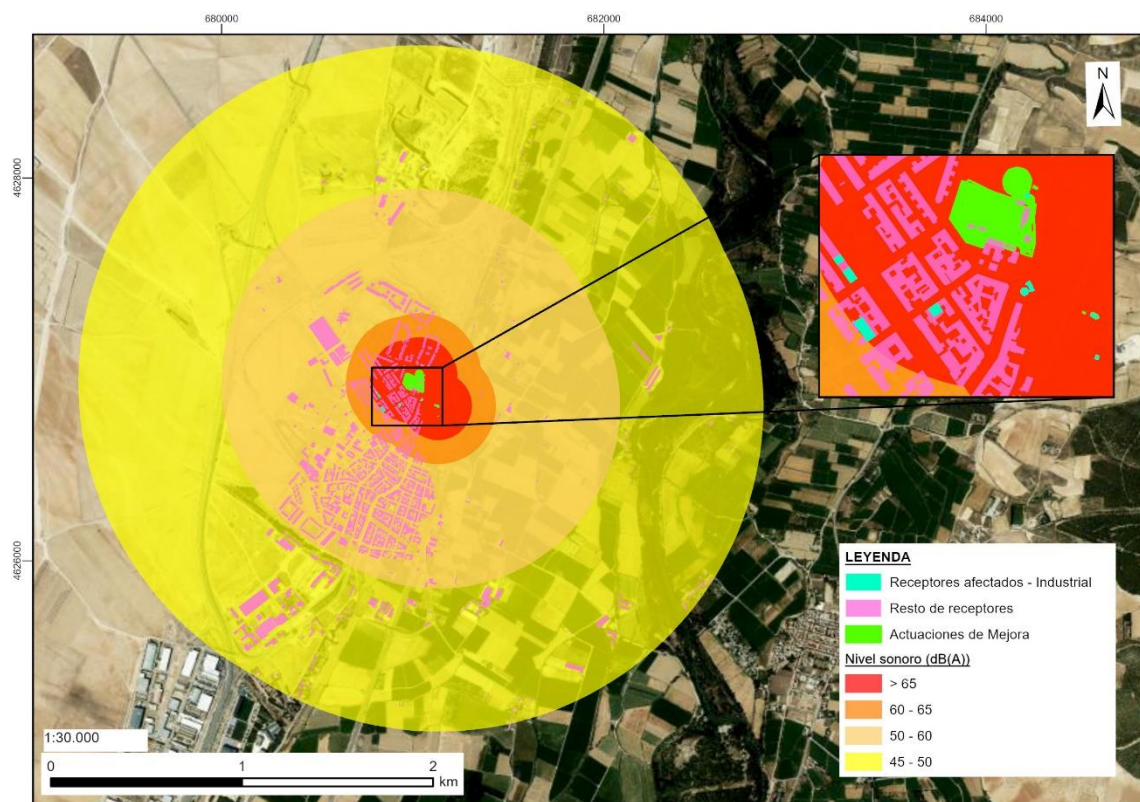 680000
682000
684000
N
4628000
4626000
LEYENDA
Receptores afectados - Industrial
Resto de receptores
Actuaciones de Mejora
Nivel sonoro (dB(A))
> 65
60 - 65
50 - 60
45 - 50
1:30.000
0 1 2
km